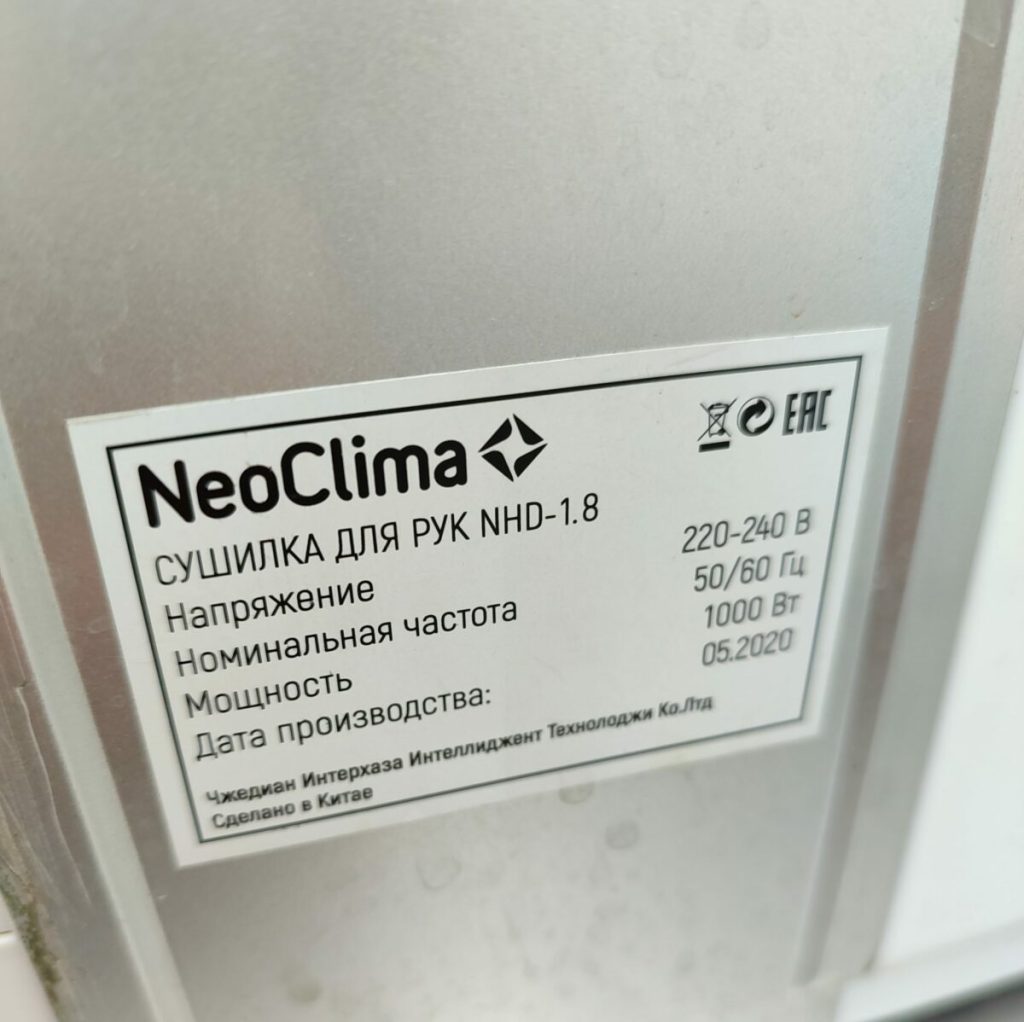 NeoClima
EAC
СУШИЛКА ДЛЯ РУК NHD-1.8
Напряжение 220-240 В
Номинальная частота 50/60 Гц
Мощность 1000 Вт
Дата производства: 05.2020
Чжедиан Интерхаза Интеллиджент Технолоджи Ко.Лтд
Сделано в Китае